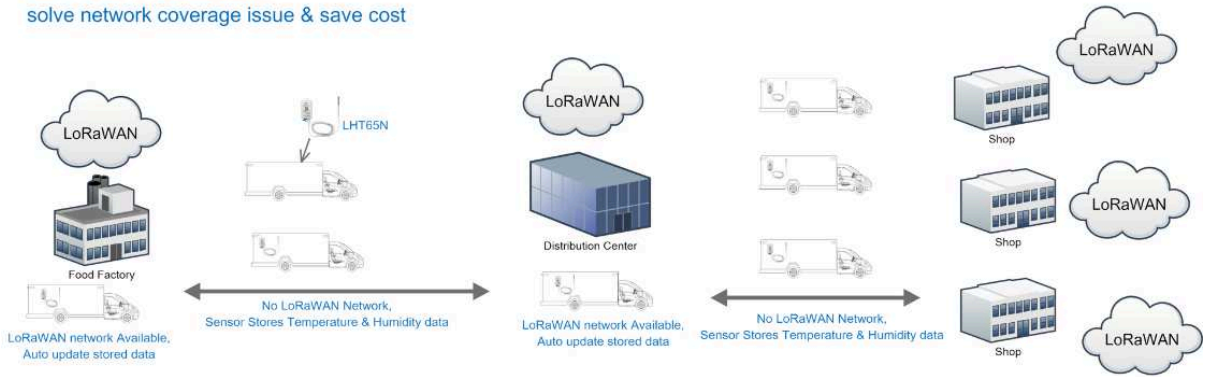 solve network coverage issue & save cost
LoRaWAN
LHT65N
Food Factory
LoRaWAN network Available,
Auto update stored data
No LoRaWAN Network,
Sensor Stores Temperature & Humidity data
LoRaWAN
Distribution Center
LoRaWAN network Available,
Auto update stored data
No LoRaWAN Network,
Sensor Stores Temperature & Humidity data
LoRaWAN
Shop
LoRaWAN
Shop
LoRaWAN
Shop